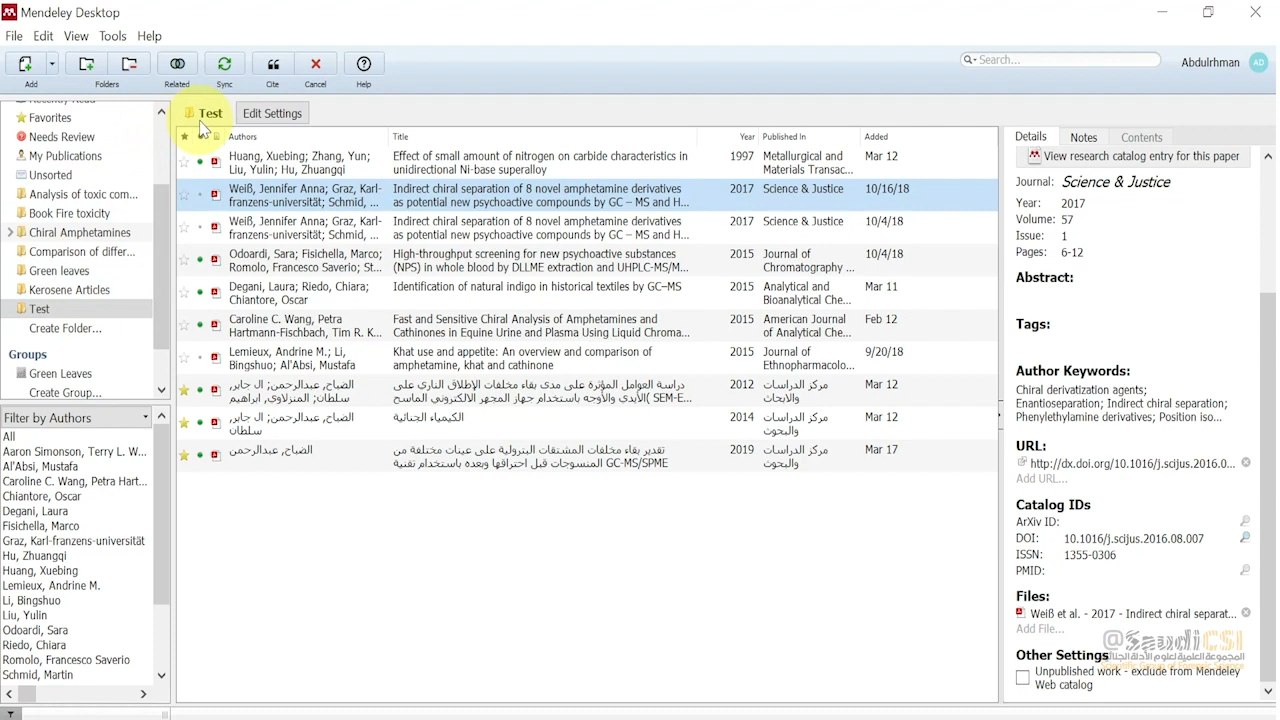 Mendeley Desktop
File Edit View Tools Help
Add Folders Related Sync Cite Cancel Help
Search...
Abdulrhman AD
Favorites
Needs Review
My Publications
Unsorted
Analysis of toxic com...
Book Fire toxicity
Chiral Amphetamines
Comparison of differ...
Green leaves
Kerosene Articles
Test
Create Folder...
Groups
Green Leaves
Create Group...
Filter by Authors
All
Aaron Simonson, Terry L. W...
Al'Absi, Mustafa
Caroline C. Wang, Petra Hart...
Chiantore, Oscar
Degani, Laura
Fisichella, Marco
Graz, Karl-franzens-universität
Hu, Zhuangqi
Huang, Xuebing
Lemieux, Andrine M.
Li, Bingshuo
Liu, Yulin
Odoardi, Sara
Riedo, Chiara
Romolo, Francesco Saverio
Schmid, Martin
Test Edit Settings
Authors Title Year Published In Added
Huang, Xuebing; Zhang, Yun; Effect of small amount of nitrogen on carbide characteristics in 1997 Metallurgical and Mar 12
Liu, Yulin; Hu, Zhuangqi unidirectional Ni-base superalloy Materials Transac...
Weiß, Jennifer Anna; Graz, Karl- Indirect chiral separation of 8 novel amphetamine derivatives 2017 Science & Justice 10/16/18
franzens-universität; Schmid, ... as potential new psychoactive compounds by GC – MS and H...
Weiß, Jennifer Anna; Graz, Karl- Indirect chiral separation of 8 novel amphetamine derivatives 2017 Science & Justice 10/4/18
franzens-universität; Schmid, ... as potential new psychoactive compounds by GC – MS and H...
Odoardi, Sara; Fisichella, Marco; High-throughput screening for new psychoactive substances 2015 Journal of 10/4/18
Romolo, Francesco Saverio; St... (NPS) in whole blood by DLLME extraction and UHPLC-MS/M... Chromatography ...
Degani, Laura; Riedo, Chiara; Identification of natural indigo in historical textiles by GC–MS 2015 Analytical and Mar 11
Chiantore, Oscar Bioanalytical Che...
Caroline C. Wang, Petra Fast and Sensitive Chiral Analysis of Amphetamines and 2015 American Journal Feb 12
Hartmann-Fischbach, Tim R. K... Cathinones in Equine Urine and Plasma Using Liquid Chroma... of Analytical Che...
Lemieux, Andrine M.; Li, Khat use and appetite: An overview and comparison of 2015 Journal of 9/20/18
Bingshuo; Al'Absi, Mustafa amphetamine, khat and cathinone Ethnopharmacolo...
الضباح, عبدالرحمن; ال جابر, دراسة العوامل المؤثرة على مدى بقاء مخلفات الإطلاق الناري على 2012 مركز الدراسات Mar 12
سلطان; المنزلاوي, ابراهيم الأيدي والأوجه باستخدام جهاز المجهر الالكتروني الماسح (SEM-E... والابحاث
الضباح, عبدالرحمن; ال جابر, الكيمياء الجنائية 2014 مركز الدراسات Mar 12
سلطان والبحوث
الضباح, عبدالرحمن تقدير بقاء مخلفات المشتقات البترولية على عينات مختلفة من 2019 مركز الدراسات Mar 17
المنسوجات قبل احتراقها وبعده باستخدام تقنية GC-MS/SPME والبحوث
Details Notes Contents
View research catalog entry for this paper
Journal: Science & Justice
Year: 2017
Volume: 57
Issue: 1
Pages: 6-12
Abstract:
Tags:
Author Keywords:
Chiral derivatization agents;
Enantioseparation; Indirect chiral separation;
Phenylethylamine derivatives; Position iso...
URL:
http://dx.doi.org/10.1016/j.scijus.2016.0...
Add URL...
Catalog IDs
ArXiv ID:
DOI: 10.1016/j.scijus.2016.08.007
ISSN: 1355-0306
PMID:
Files:
Weiß et al. - 2017 - Indirect chiral separat...
Add File...
@SaudiCSI
المجموعة العلمية لعلوم الأدلة الجنائية
Other Settings
Unpublished work - exclude from Mendeley
Web catalog